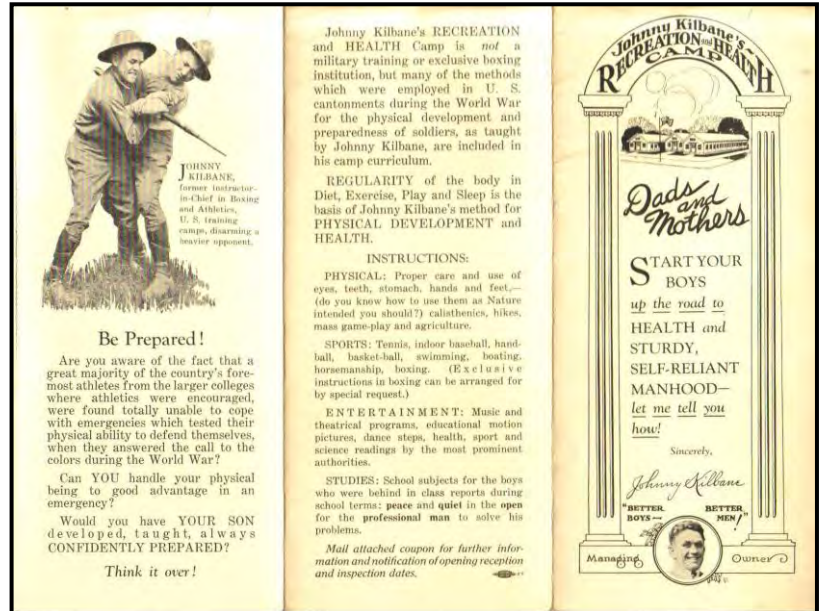 JOHNNY
KILBANE,
former instructor-
in-Chief in Boxing
and Athletics,
U. S. training
camps, disarming a
heavier opponent.
Be Prepared!
Are you aware of the fact that a
great majority of the country's fore-
most athletes from the larger colleges
where athletics were encouraged,
were found totally unable to cope
with emergencies which tested their
physical ability to defend themselves,
when they answered the call to the
colors during the World War?
Can YOU handle your physical
being to good advantage in an
emergency?
Would you have YOUR SON
developed, taught, always
CONFIDENTLY PREPARED?
Think it over!
Johnny Kilbane's RECREATION
and HEALTH Camp is not a
military training or exclusive boxing
institution, but many of the methods
which were employed in U. S.
cantonments during the World War
for the physical development and
preparedness of soldiers, as taught
by Johnny Kilbane, are included in
his camp curriculum.
REGULARITY of the body in
Diet, Exercise, Play and Sleep is the
basis of Johnny Kilbane's method for
PHYSICAL DEVELOPMENT and
HEALTH.
INSTRUCTIONS:
PHYSICAL: Proper care and use of
eyes, teeth, stomach, hands and feet,—
(do you know how to use them as Nature
intended you should?) calisthenics, hikes,
mass game-play and agriculture.
SPORTS: Tennis, indoor baseball, hand-
ball, basket-ball, swimming, boating,
horsemanship, boxing. (Exclusive
instructions in boxing can be arranged for
by special request.)
ENTERTAINMENT: Music and
theatrical programs, educational motion
pictures, dance steps, health, sport and
science readings by the most prominent
authorities.
STUDIES: School subjects for the boys
who were behind in class reports during
school terms: peace and quiet in the open
for the professional man to solve his
problems.
Mail attached coupon for further infor-
mation and notification of opening reception
and inspection dates.
Johnny Kilbane's
RECREATION and HEALTH
CAMP
Dads
and
Mothers
START YOUR
BOYS
up the road to
HEALTH and
STURDY,
SELF-RELIANT
MANHOOD—
let me tell you
how!
Sincerely,
Johnny Kilbane
"BETTER BOYS— BETTER MEN!"
Managing Owner